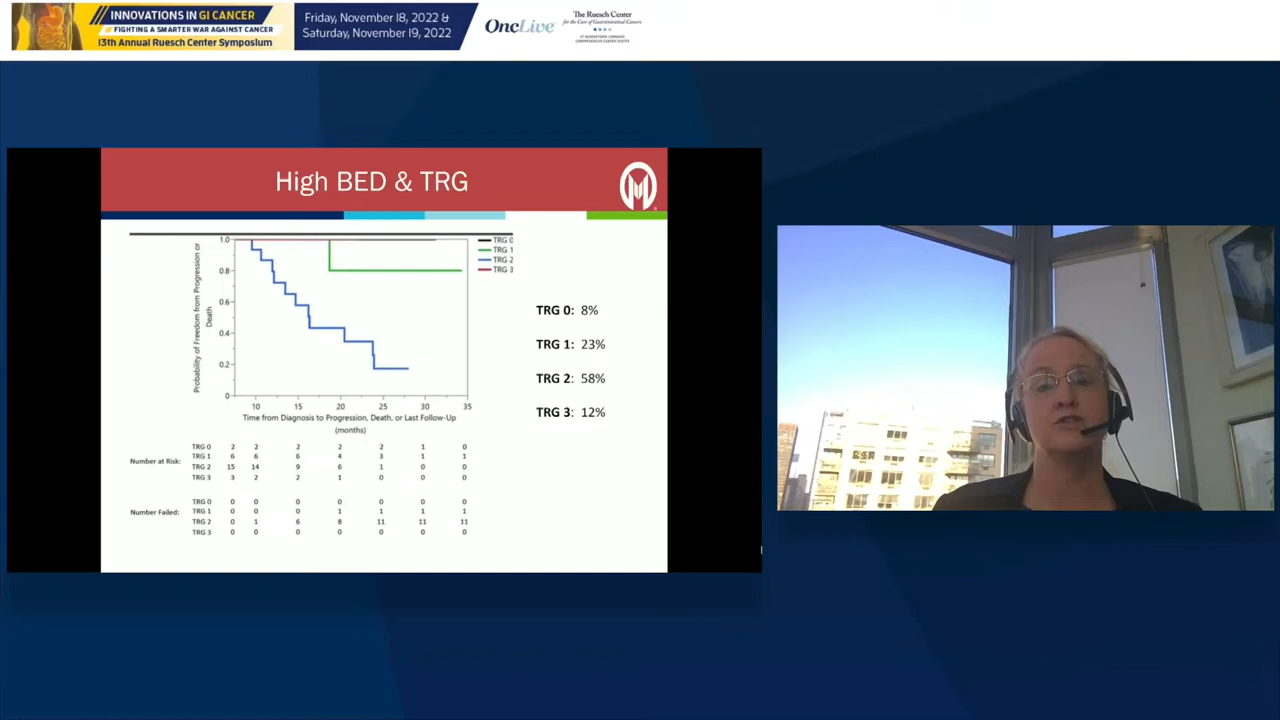 INNOVATIONS IN GI CANCER
FIGHTING A SMARTER WAR AGAINST CANCER
13th Annual Ruesch Center Symposium
Friday, November 18, 2022 &
Saturday, November 19, 2022
OncLive
The Ruesch Center
for the Cure of Gastrointestinal Cancers
High BED & TRG
TRG 0
TRG 1
TRG 2
TRG 3
Probability of Freedom from Progression or
Death
1.0
0.8
0.6
0.4
0.2
0
10 15 20 25 30 35
Time from Diagnosis to Progression, Death, or Last Follow-Up
(months)
TRG 0: 8%
TRG 1: 23%
TRG 2: 58%
TRG 3: 12%
Number at Risk:
TRG 0 2 2 2 2 2 1 0
TRG 1 6 6 6 4 3 1 1
TRG 2 15 14 9 6 1 0 0
TRG 3 3 2 2 1 0 0 0
Number Failed:
TRG 0 0 0 0 0 0 0 0
TRG 1 0 0 0 1 1 1 1
TRG 2 0 1 6 8 11 11 11
TRG 3 0 0 0 0 0 0 0